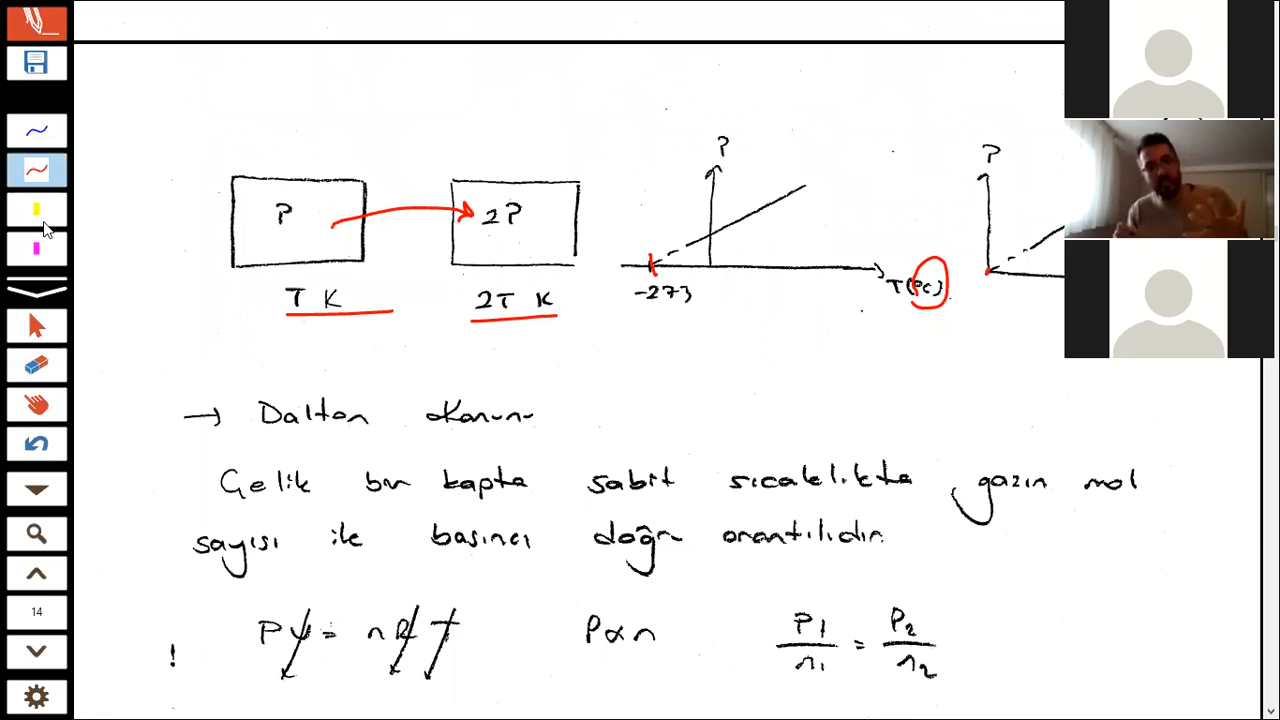 P
P
P
2P
T K
2T K
-273
T(°C)
→ Dalton Kanunu
Çelik bir kapta sabit sıcaklıkta gazın mol
sayısı ile basıncı doğru orantılıdır.
! PV = nRT P∝n P1/n1 = P2/n2
14